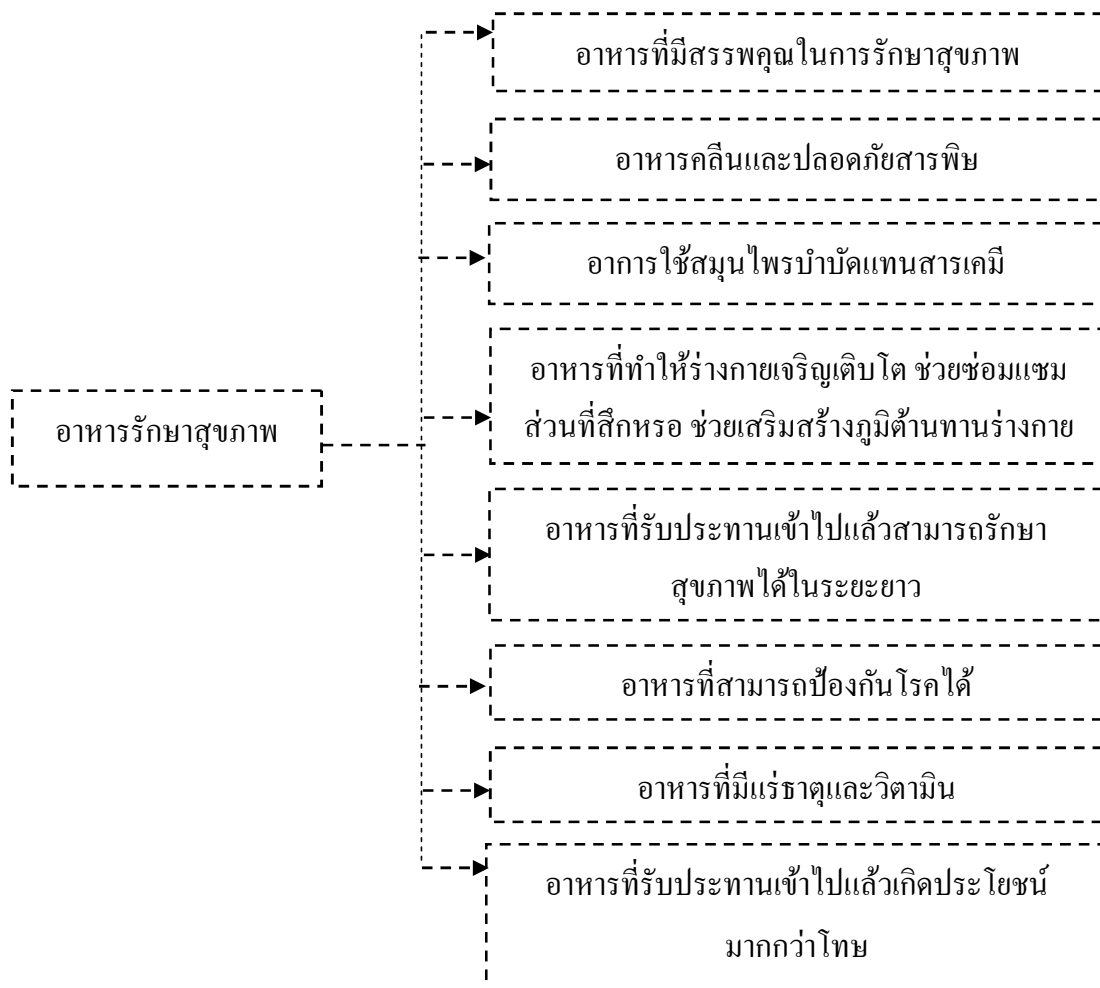 อาหารที่มีสรรพคุณในการรักษาสุขภาพ
อาหารคลีนและปลอดภัยสารพิษ
อาการใช้สมุนไพรบำบัดแทนสารเคมี
อาหารที่ทำให้ร่างกายเจริญเติบโต ช่วยซ่อมแซม
ส่วนที่สึกหรอ ช่วยเสริมสร้างภูมิต้านทานร่างกาย
อาหารรักษาสุขภาพ
อาหารที่รับประทานเข้าไปแล้วสามารถรักษา
สุขภาพได้ในระยะยาว
อาหารที่สามารถป้องกันโรคได้
อาหารที่มีแร่ธาตุและวิตามิน
อาหารที่รับประทานเข้าไปแล้วเกิดประโยชน์
มากกว่าโทษ